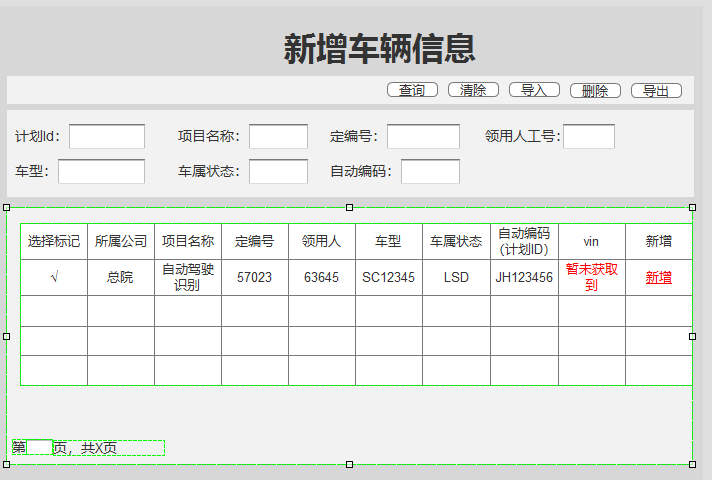 新增车辆信息
查询 清除 导入 删除 导出
计划Id： 项目名称： 定编号： 领用人工号：
车型： 车属状态： 自动编码：
选择标记 所属公司 项目名称 定编号 领用人 车型 车属状态 自动编码（计划ID） vin 新增
√ 总院 自动驾驶识别 57023 63645 SC12345 LSD JH123456 暂未获取到 新增
第 页，共X页